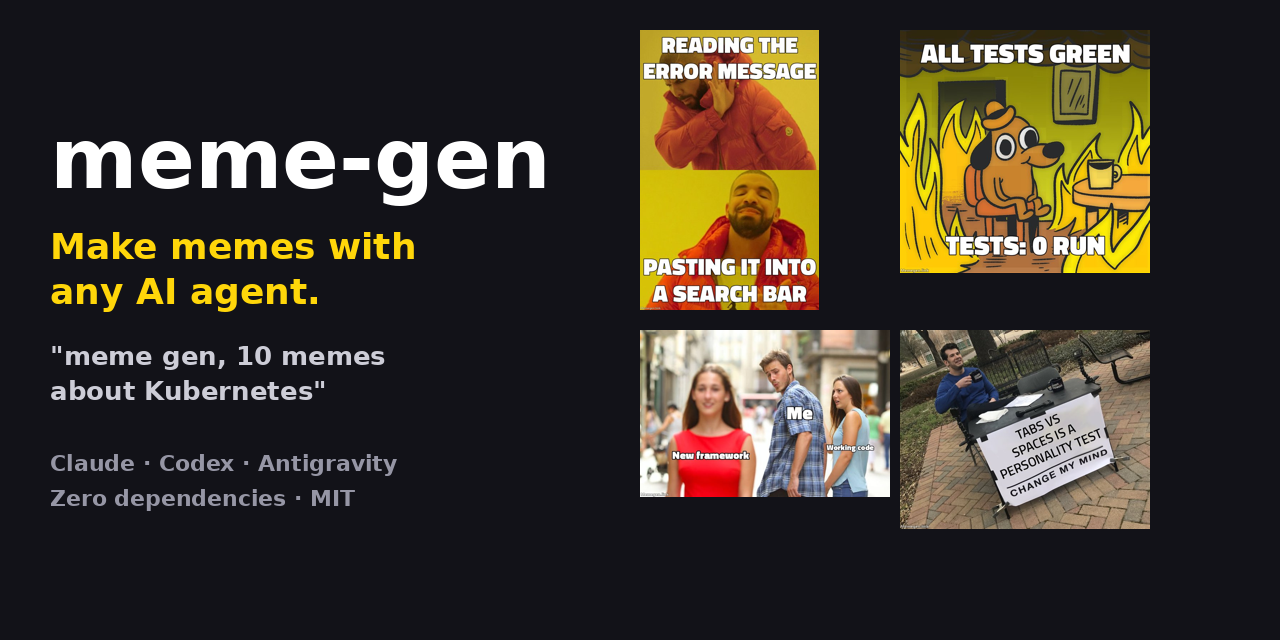 meme-gen
Make memes with
any AI agent.
"meme gen, 10 memes
about Kubernetes"
Claude · Codex · Antigravity
Zero dependencies · MIT
READING THE
ERROR MESSAGE
PASTING IT INTO
A SEARCH BAR
ALL TESTS GREEN
TESTS: 0 RUN
New framework
Me
Working code
TABS VS
SPACES IS A
PERSONALITY TEST
CHANGE MY MIND